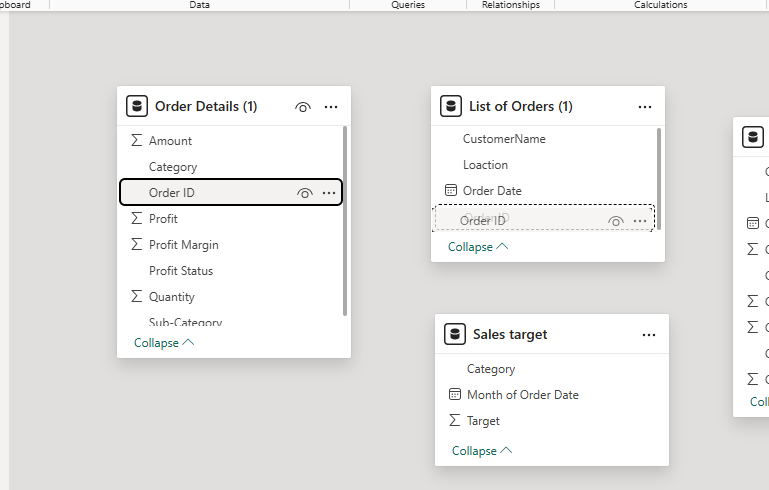 pboard
Data
Queries
Relationships
Calculations
Order Details (1)
Amount
Category
Order ID
Profit
Profit Margin
Profit Status
Quantity
Sub-Category
Collapse
List of Orders (1)
CustomerName
Loaction
Order Date
Order ID
Collapse
Sales target
Category
Month of Order Date
Target
Collapse
Coll